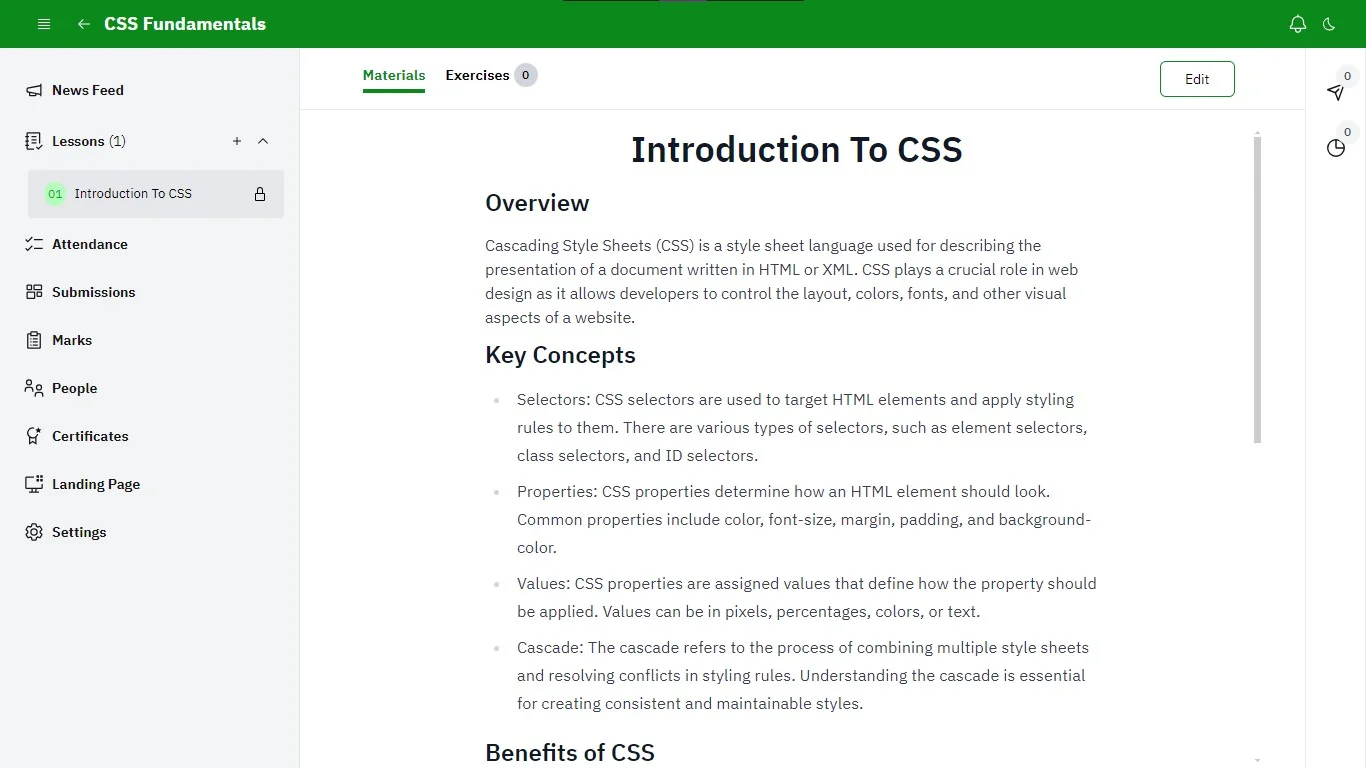 CSS Fundamentals
News Feed
Lessons (1)
01 Introduction To CSS
Attendance
Submissions
Marks
People
Certificates
Landing Page
Settings
Materials
Exercises 0
Edit
0
0
Introduction To CSS
Overview
Cascading Style Sheets (CSS) is a style sheet language used for describing the
presentation of a document written in HTML or XML. CSS plays a crucial role in web
design as it allows developers to control the layout, colors, fonts, and other visual
aspects of a website.
Key Concepts
Selectors: CSS selectors are used to target HTML elements and apply styling
rules to them. There are various types of selectors, such as element selectors,
class selectors, and ID selectors.
Properties: CSS properties determine how an HTML element should look.
Common properties include color, font-size, margin, padding, and background-
color.
Values: CSS properties are assigned values that define how the property should
be applied. Values can be in pixels, percentages, colors, or text.
Cascade: The cascade refers to the process of combining multiple style sheets
and resolving conflicts in styling rules. Understanding the cascade is essential
for creating consistent and maintainable styles.
Benefits of CSS